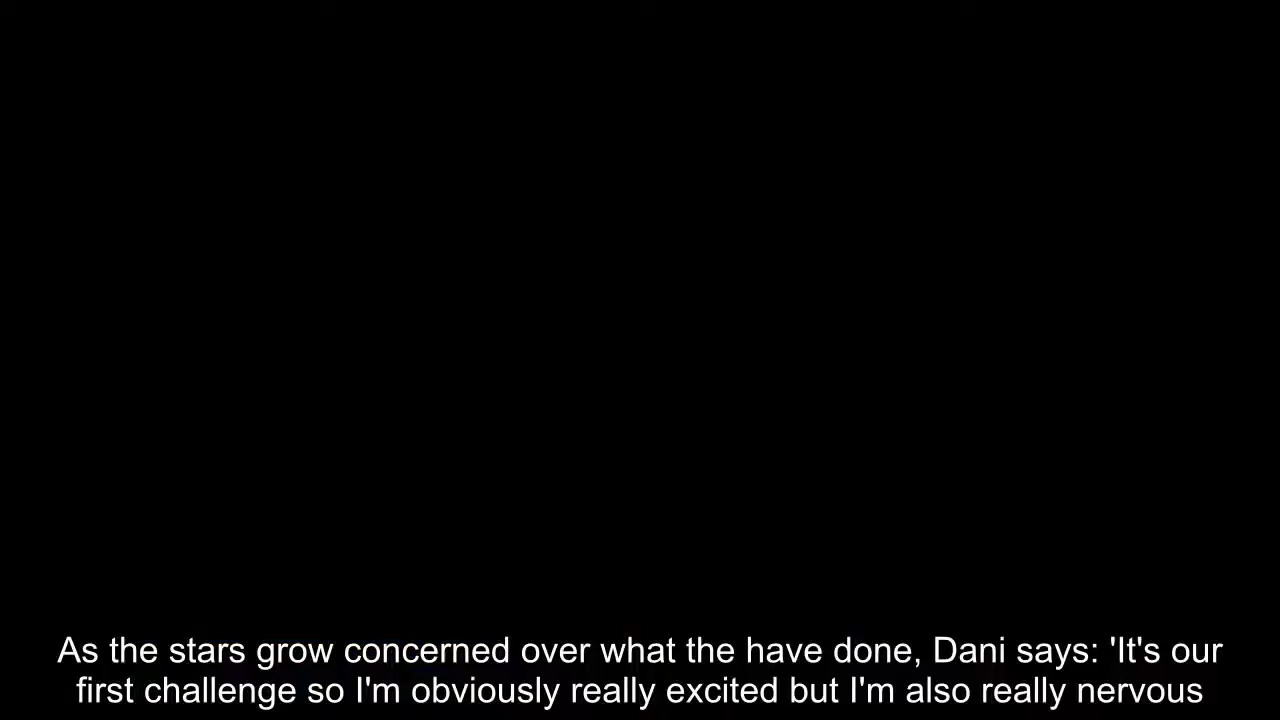 As the stars grow concerned over what the have done, Dani says: 'It's our
first challenge so I'm obviously really excited but I'm also really nervous